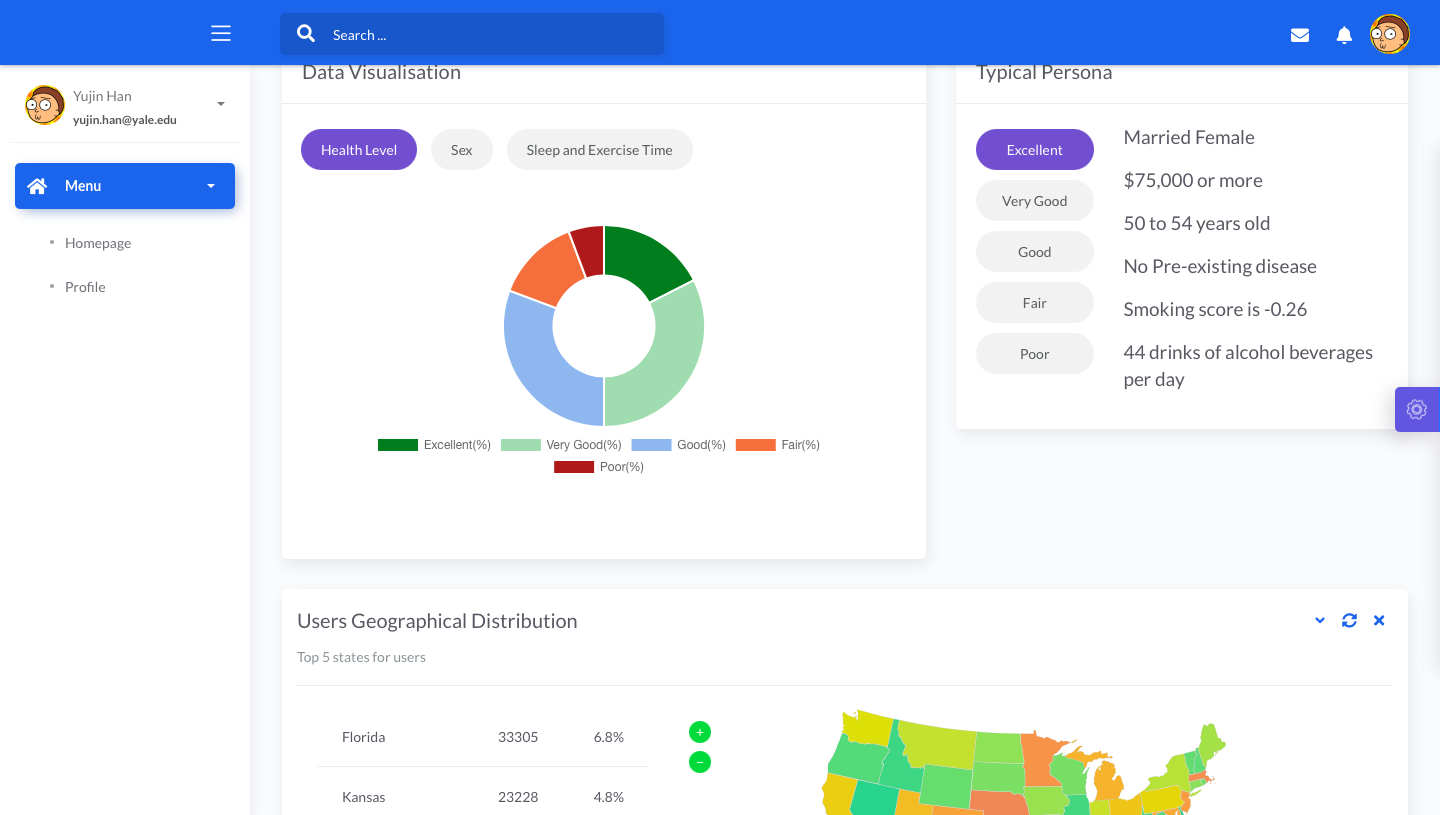 Search ...
Yujin Han
yujin.han@yale.edu
Menu
Homepage
Profile
Data Visualisation
Health Level
Sex
Sleep and Exercise Time
Excellent(%)
Very Good(%)
Good(%)
Fair(%)
Poor(%)
Typical Persona
Excellent
Very Good
Good
Fair
Poor
Married Female
$75,000 or more
50 to 54 years old
No Pre-existing disease
Smoking score is -0.26
44 drinks of alcohol beverages
per day
Users Geographical Distribution
Top 5 states for users
Florida 33305 6.8%
Kansas 23228 4.8%
+
−